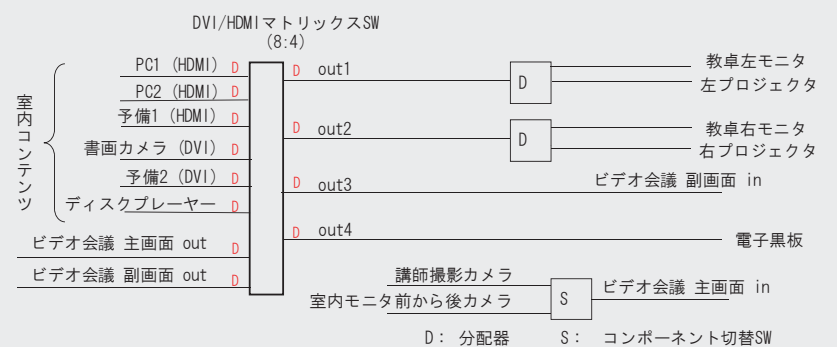 DVI/HDMIマトリックスSW
(8:4)
PC1 (HDMI) D
PC2 (HDMI) D
予備1 (HDMI) D
書画カメラ (DVI) D
予備2 (DVI) D
ディスクプレーヤー D
室内コンテンツ
ビデオ会議 主画面 out D
ビデオ会議 副画面 out D
D out1
D
教卓左モニタ
左プロジェクタ
D out2
D
教卓右モニタ
右プロジェクタ
D out3
ビデオ会議 副画面 in
D out4
電子黒板
講師撮影カメラ
室内モニタ前から後カメラ
S
ビデオ会議 主画面 in
D： 分配器 S： コンポーネント切替SW